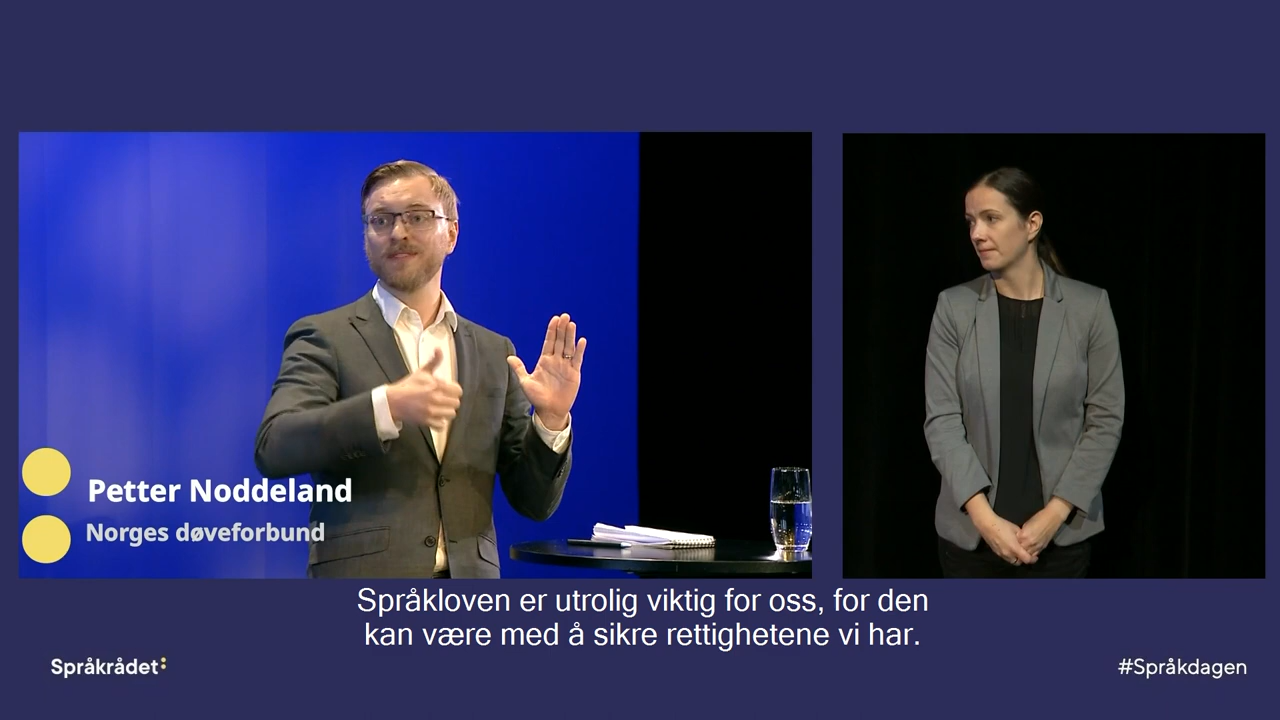 Petter Noddeland
Norges døveforbund
Språkloven er utrolig viktig for oss, for den
kan være med å sikre rettighetene vi har.
Språkrådet:
#Språkdagen